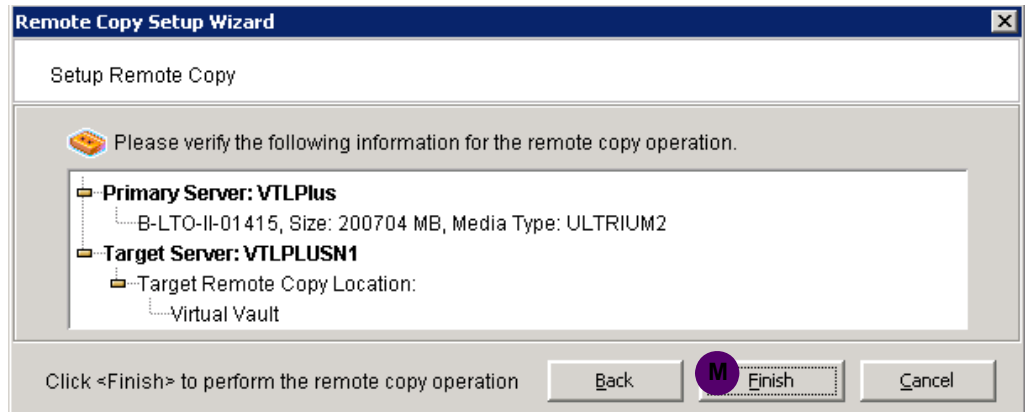 Remote Copy Setup Wizard
Setup Remote Copy
Please verify the following information for the remote copy operation.
Primary Server: VTLPlus
B-LTO-II-01415, Size: 200704 MB, Media Type: ULTRIUM2
Target Server: VTLPLUSN1
Target Remote Copy Location:
Virtual Vault
Click <Finish> to perform the remote copy operation Back M Finish Cancel